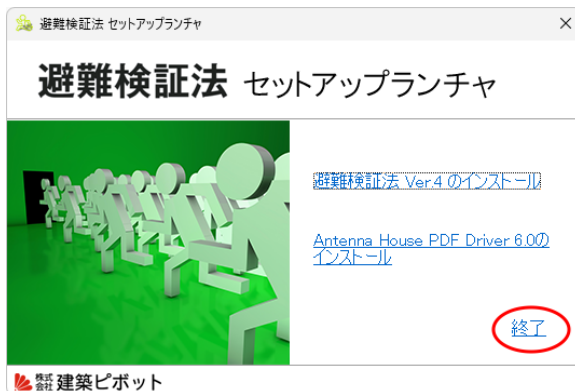 避難検証法 セットアップランチャ
避難検証法 セットアップランチャ
避難検証法 Ver.4 のインストール
Antenna House PDF Driver 6.0の
インストール
終了
株式会社 建築ピボット